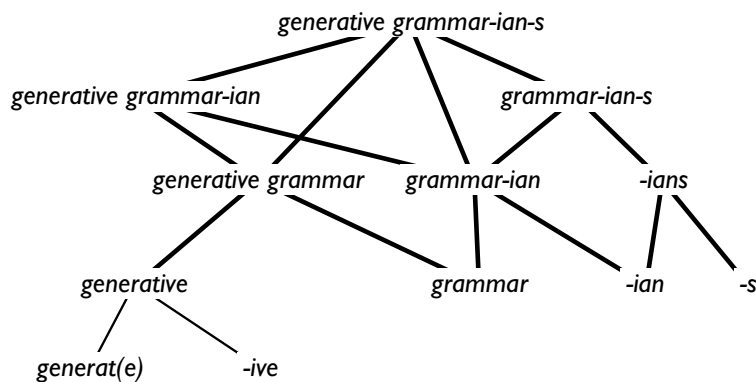 generative grammar-ian-s
generative grammar-ian grammar-ian-s
generative grammar grammar-ian -ians
generative grammar -ian -s
generat(e) -ive